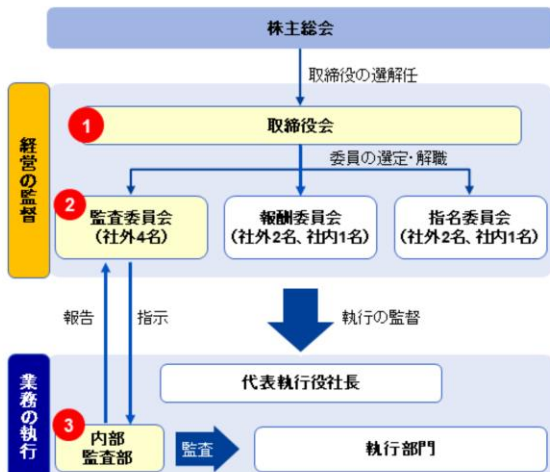 株主総会
取締役の選解任
経営の監督
1
取締役会
委員の選定・解職
2
監査委員会
(社外4名)
報酬委員会
(社外2名、社内1名)
指名委員会
(社外2名、社内1名)
報告
指示
執行の監督
業務の執行
代表執行役社長
3
内部
監査部
監査
執行部門